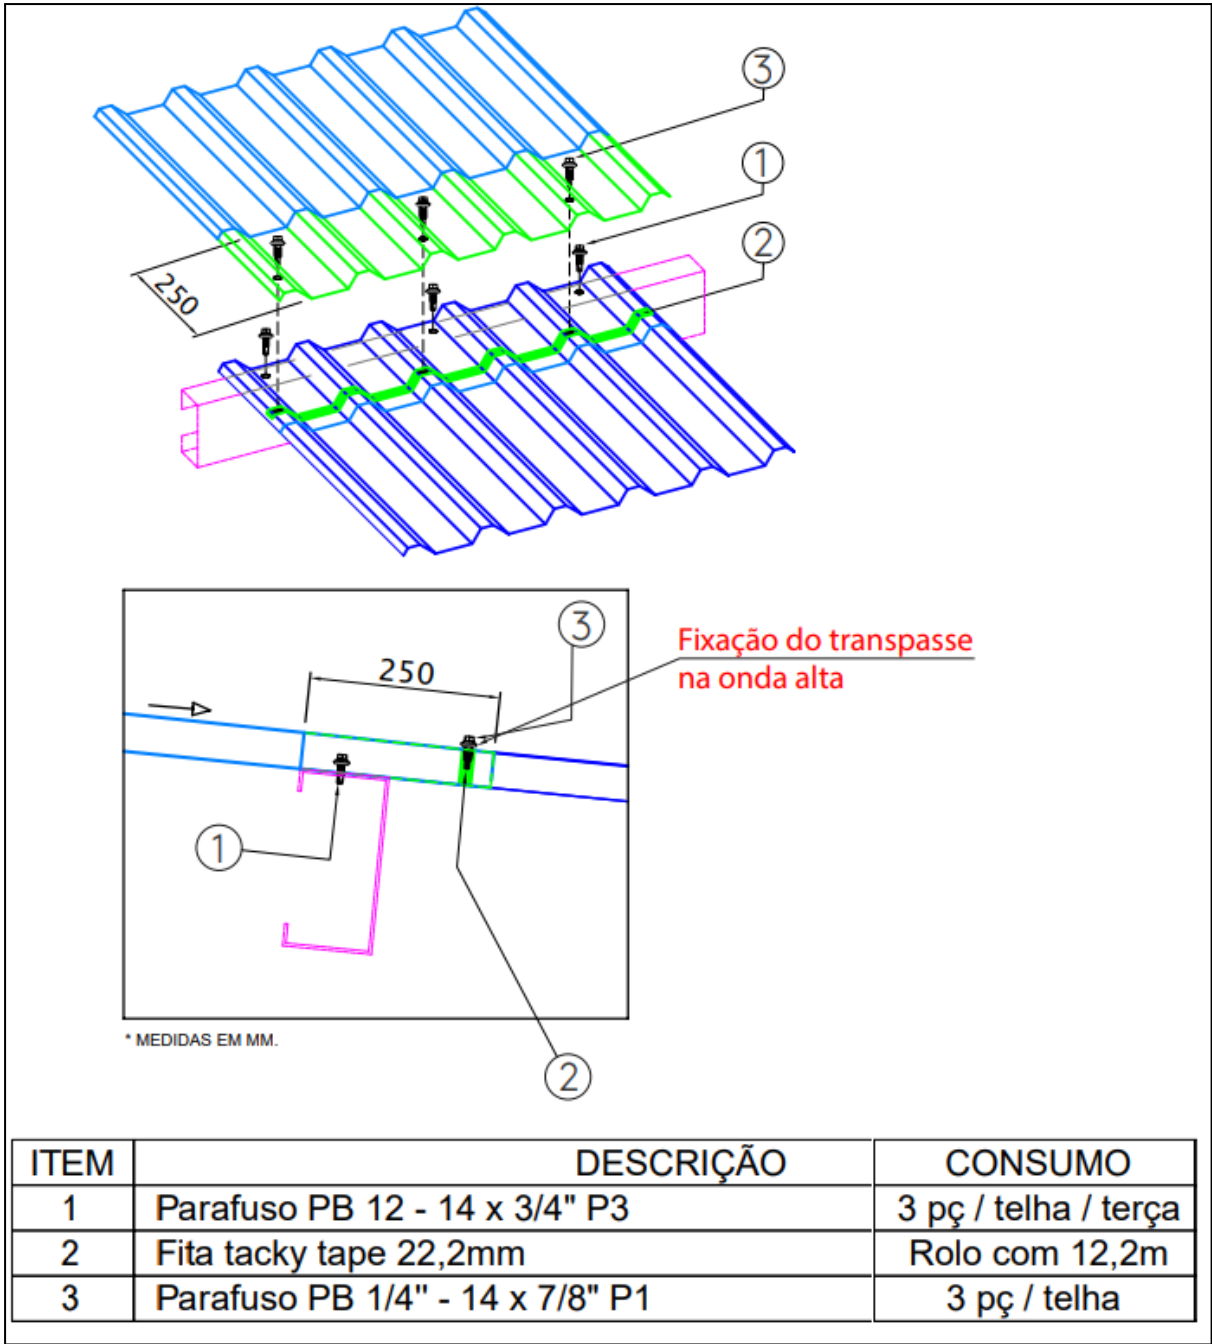 3
1
2
250
3
Fixação do transpasse
na onda alta
250
1
2
* MEDIDAS EM MM.
ITEM DESCRIÇÃO CONSUMO
1 Parafuso PB 12 - 14 x 3/4" P3 3 pç / telha / terça
2 Fita tacky tape 22,2mm Rolo com 12,2m
3 Parafuso PB 1/4" - 14 x 7/8" P1 3 pç / telha